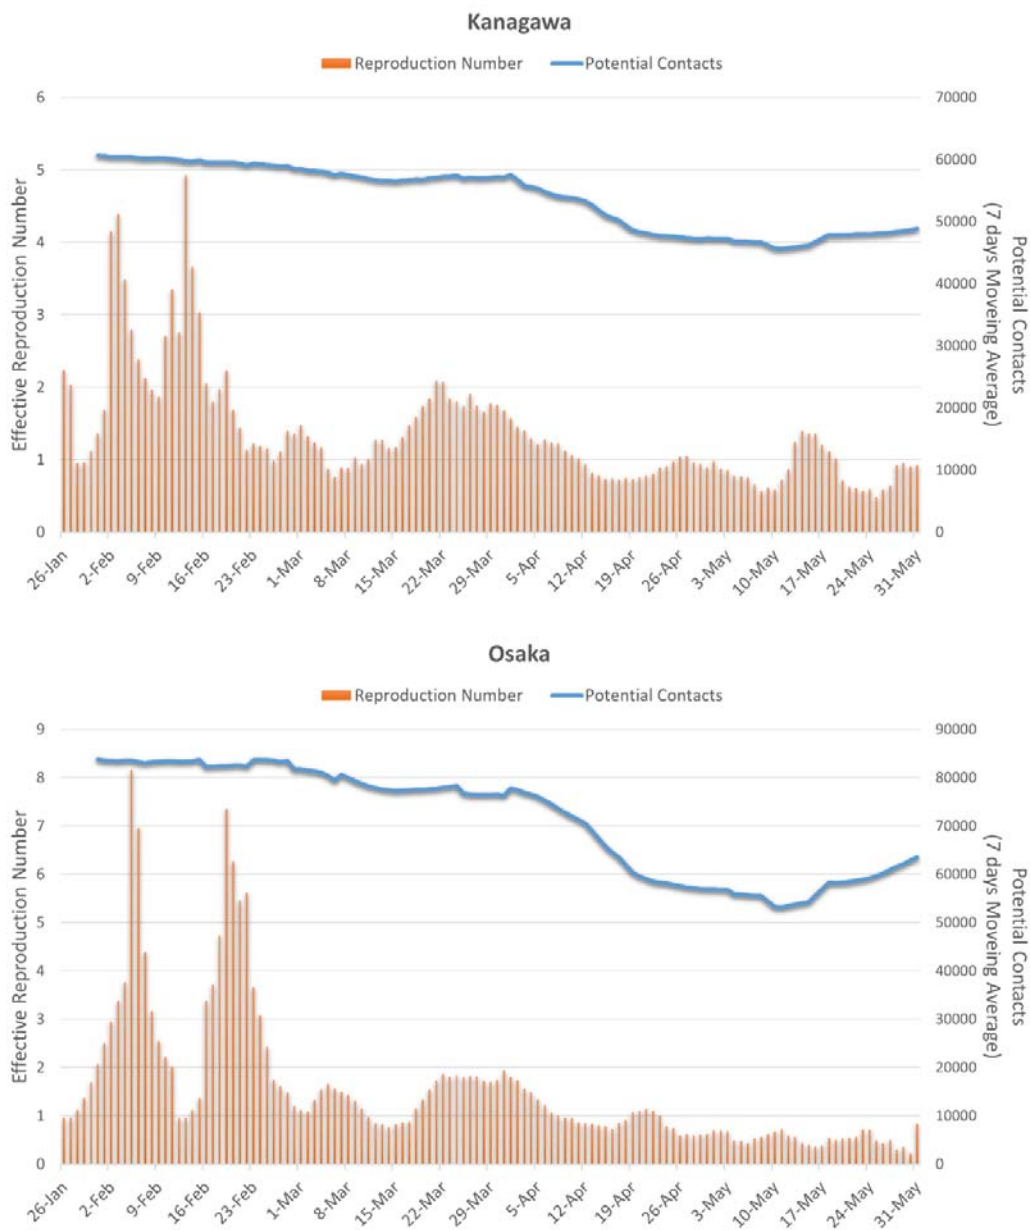 Kanagawa
Reproduction Number Potential Contacts
Effective Reproduction Number
6
5
4
3
2
1
0
70000
60000
50000
40000
30000
20000
10000
0
Potential Contacts
(7 days Moveing Average)
26-Jan 2-Feb 9-Feb 16-Feb 23-Feb 1-Mar 8-Mar 15-Mar 22-Mar 29-Mar 5-Apr 12-Apr 19-Apr 26-Apr 3-May 10-May 17-May 24-May 31-May
Osaka
Reproduction Number Potential Contacts
Effective Reproduction Number
9
8
7
6
5
4
3
2
1
0
90000
80000
70000
60000
50000
40000
30000
20000
10000
0
Potential Contacts
(7 days Moveing Average)
26-Jan 2-Feb 9-Feb 16-Feb 23-Feb 1-Mar 8-Mar 15-Mar 22-Mar 29-Mar 5-Apr 12-Apr 19-Apr 26-Apr 3-May 10-May 17-May 24-May 31-May